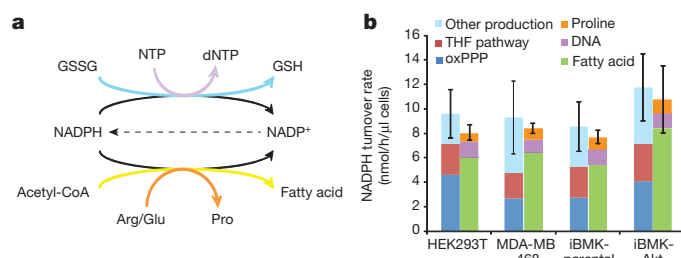 a
NTP
dNTP
GSSG
GSH
NADPH
NADP+
Acetyl-CoA
Fatty acid
Arg/Glu
Pro
b
Other production
Proline
THF pathway
DNA
oxPPP
Fatty acid
NADPH turnover rate
(nmol/h/μl cells)
16
14
12
10
8
6
4
2
0
HEK293T
MDA-MB
iBMK-
iBMK-